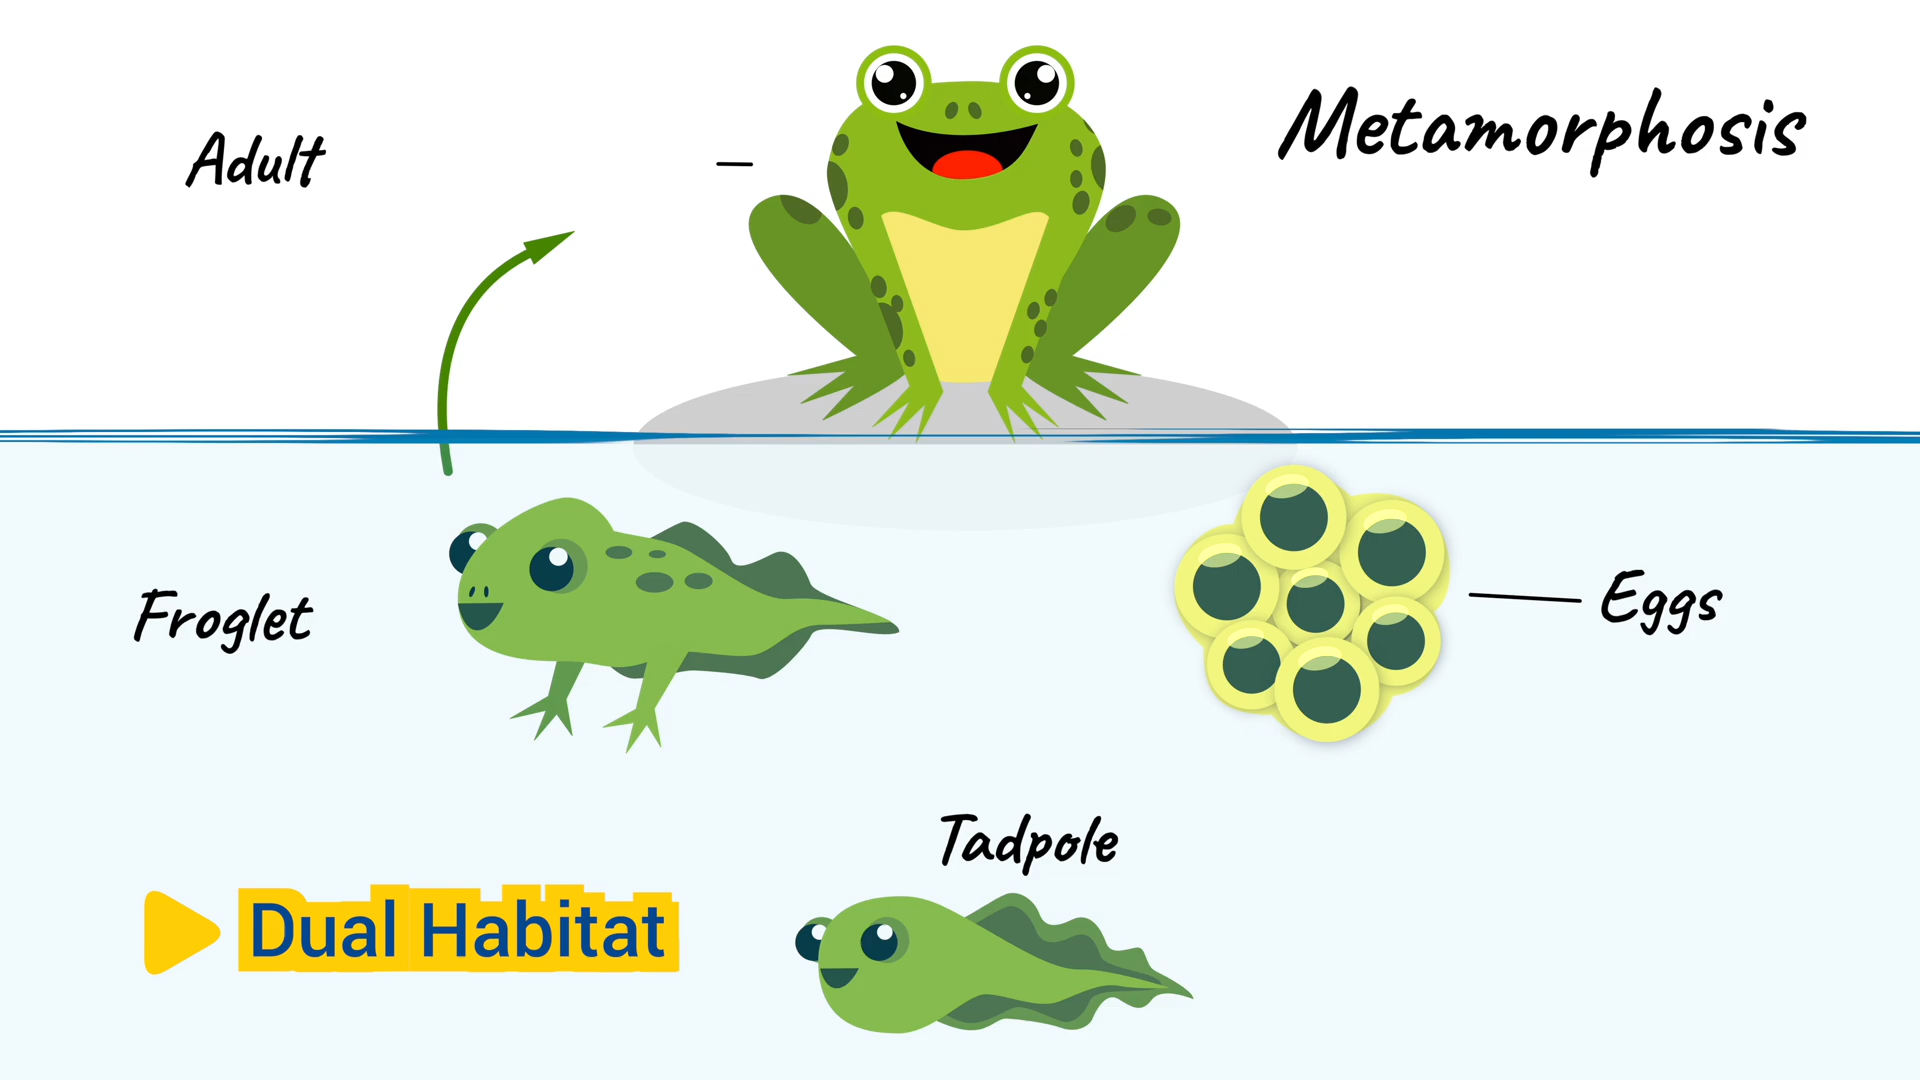 Metamorphosis
Adult
Froglet
Eggs
Tadpole
Dual Habitat